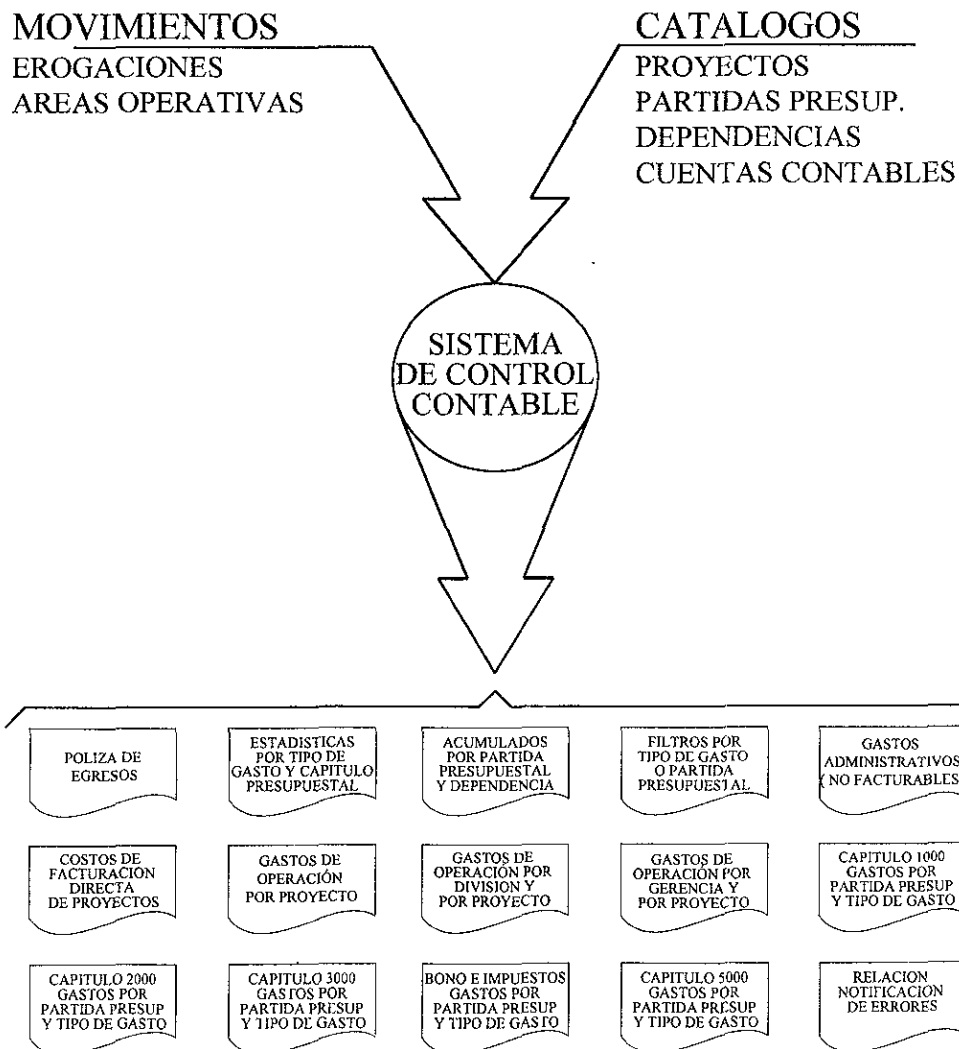 MOVIMIENTOS
EROGACIONES
AREAS OPERATIVAS
CATALOGOS
PROYECTOS
PARTIDAS PRESUP.
DEPENDENCIAS
CUENTAS CONTABLES
SISTEMA
DE CONTROL
CONTABLE
POLIZA DE
EGRESOS
ESTADISTICAS
POR TIPO DE
GASTO Y CAPITULO
PRESUPUESTAL
ACUMULADOS
POR PARTIDA
PRESUPUESTAL
Y DEPENDENCIA
FILTROS POR
TIPO DE GASTO
O PARTIDA
PRESUPUESTAL
GASTOS
ADMINISTRATIVOS
( NO FACTURABLES
COSTOS DE
FACTURACION
DIRECTA
DE PROYECTOS
GASTOS DE
OPERACIÓN
POR PROYECTO
GASTOS DE
OPERACIÓN POR
DIVISION Y
POR PROYECTO
GASTOS DE
OPERACIÓN POR
GERENCIA Y
POR PROYECTO
CAPITULO 1000
GASTOS POR
PARTIDA PRESUP
Y TIPO DE GASTO
CAPITULO 2000
GASTOS POR
PARTIDA PRESUP
Y TIPO DE GASTO
CAPITULO 3000
GASTOS POR
PARTIDA PRESUP
Y TIPO DE GASTO
BONO E IMPUESTOS
GASTOS POR
PARTIDA PRESUP
Y TIPO DE GASTO
CAPITULO 5000
GASTOS POR
PARTIDA PRESUP
Y TIPO DE GASTO
RELACION
NOTIFICACION
DE ERRORES